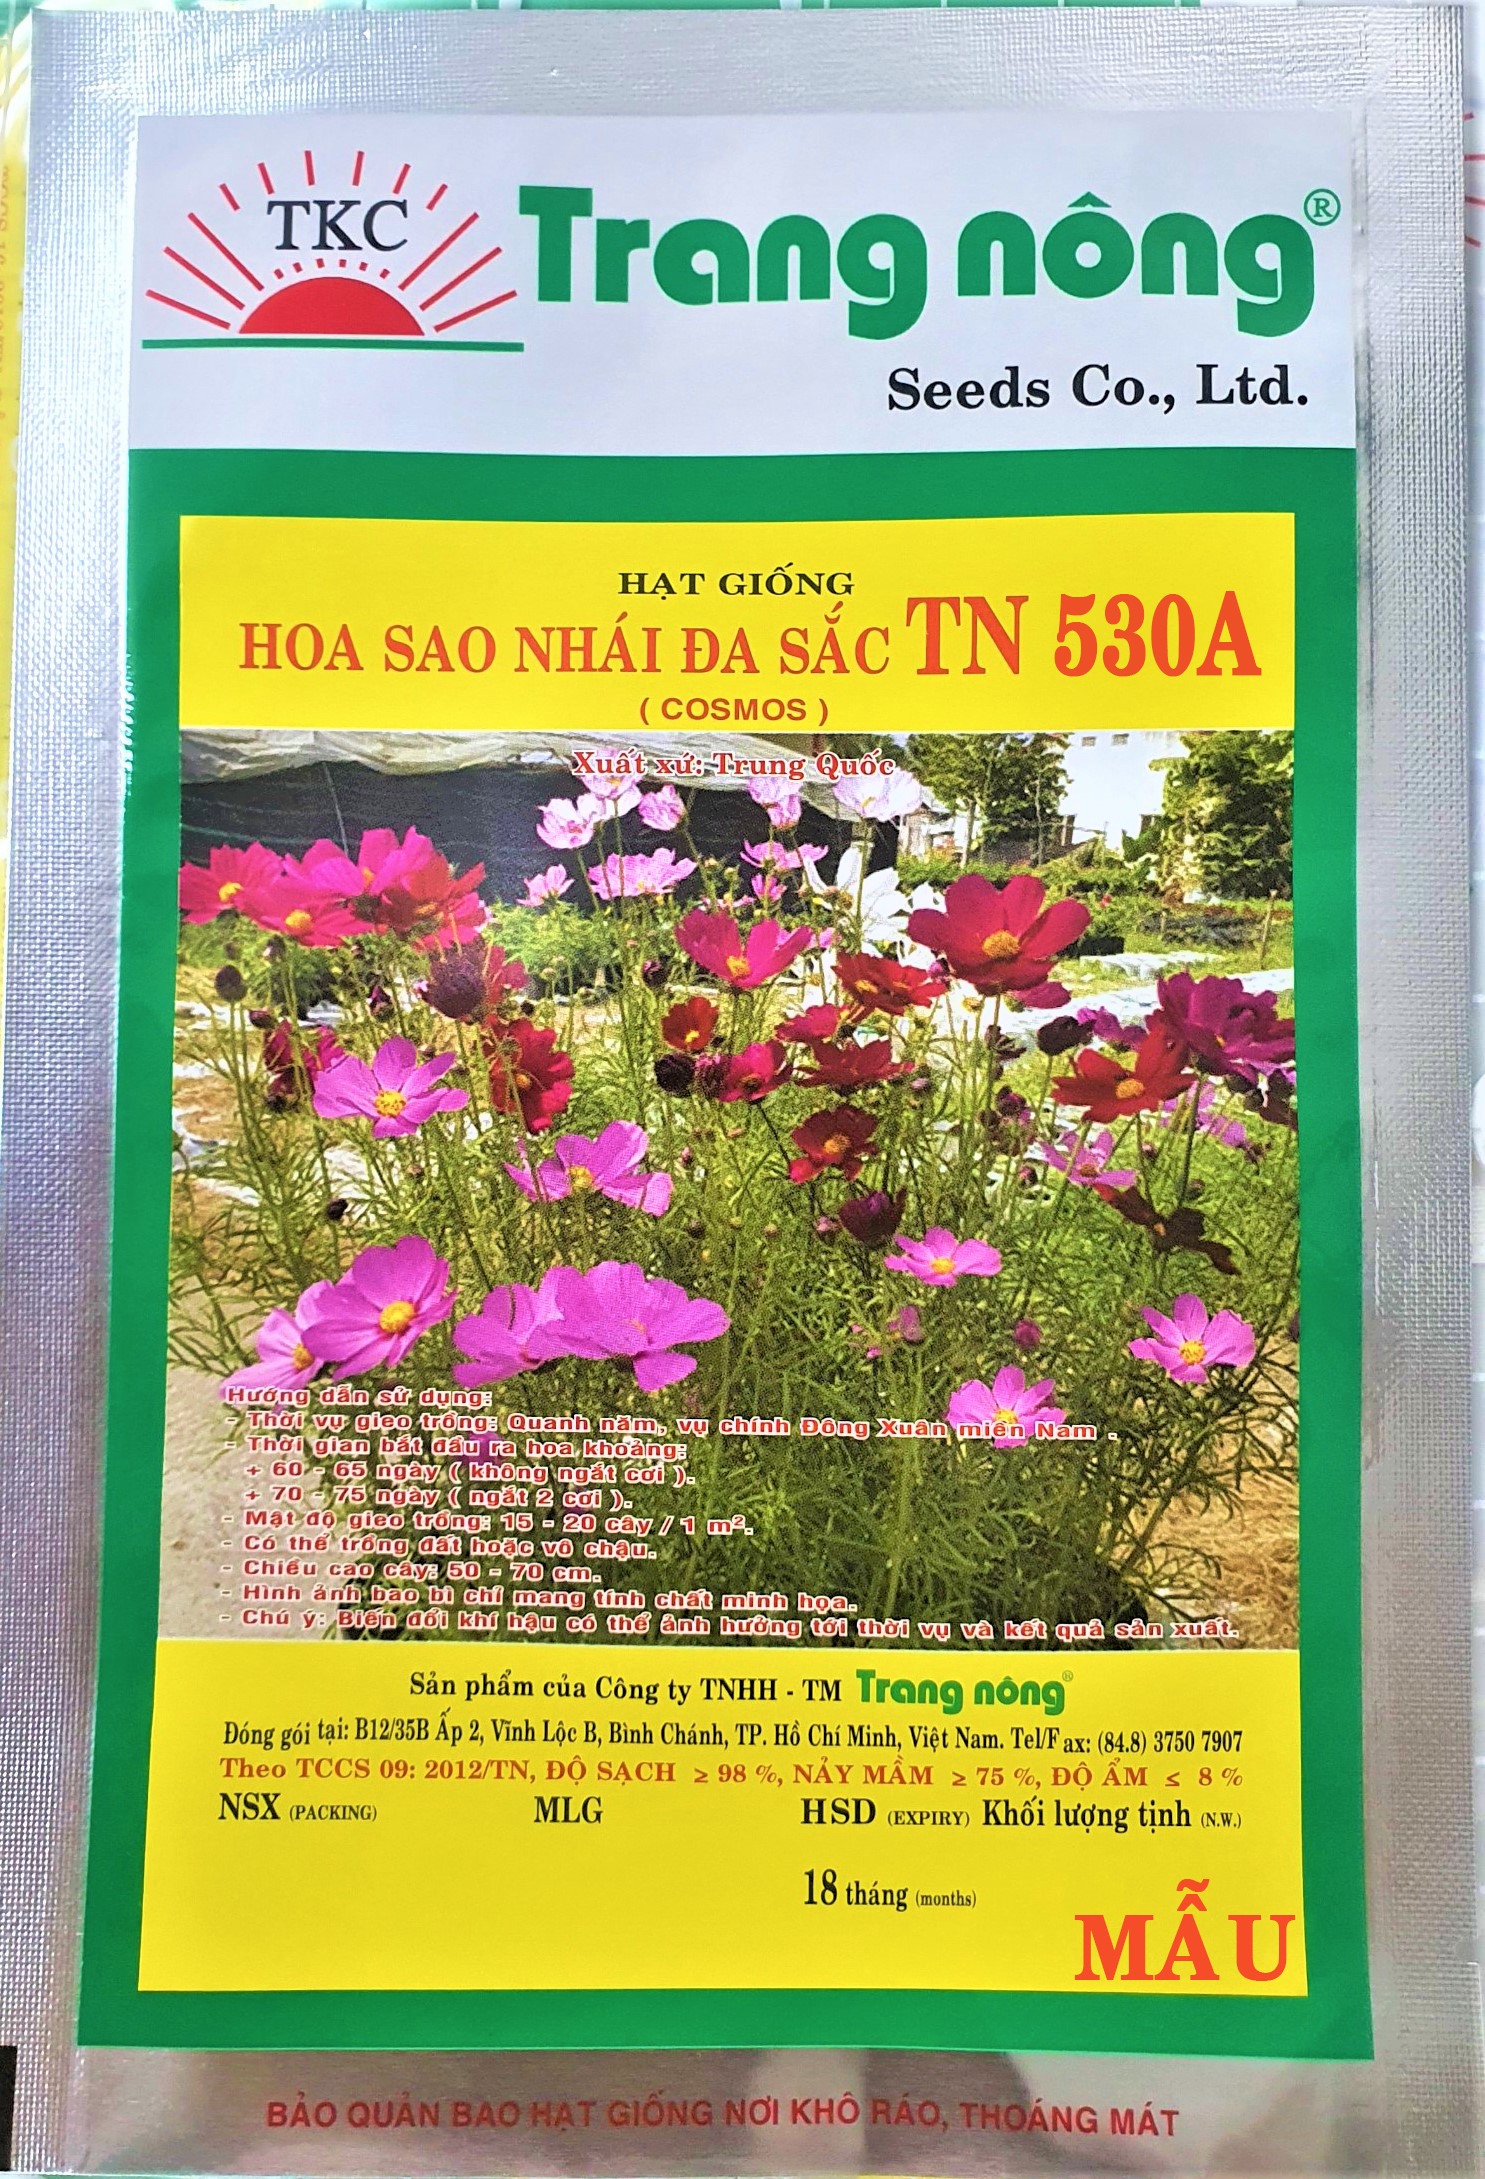 TKC
Trang nông®
Seeds Co., Ltd.
HẠT GIỐNG
HOA SAO NHÁI ĐA SẮC TN 530A
( COSMOS )
Xuất xứ: Trung Quốc
Hướng dẫn sử dụng:
- Thời vụ gieo trồng: Quanh năm, vụ chính Đông Xuân miền Nam .
- Thời gian bắt đầu ra hoa khoảng:
+ 60 - 65 ngày ( không ngắt cơi ).
+ 70 - 75 ngày ( ngắt 2 cơi ).
- Mật độ gieo trồng: 15 - 20 cây / 1 m².
- Có thể trồng đất hoặc vô chậu.
- Chiều cao cây: 50 - 70 cm.
- Hình ảnh bao bì chỉ mang tính chất minh họa.
- Chú ý: Biến đổi khí hậu có thể ảnh hưởng tới thời vụ và kết quả sản xuất.
Sản phẩm của Công ty TNHH - TM Trang nông®
Đóng gói tại: B12/35B Ấp 2, Vĩnh Lộc B, Bình Chánh, TP. Hồ Chí Minh, Việt Nam. Tel/Fax: (84.8) 3750 7907
Theo TCCS 09: 2012/TN, ĐỘ SẠCH ≥ 98 %, NẢY MẦM ≥ 75 %, ĐỘ ẨM ≤ 8 %
NSX (PACKING) MLG HSD (EXPIRY) Khối lượng tịnh (N.W.)
18 tháng (months)
MẪU
BẢO QUẢN BAO HẠT GIỐNG NƠI KHÔ RÁO, THOÁNG MÁT